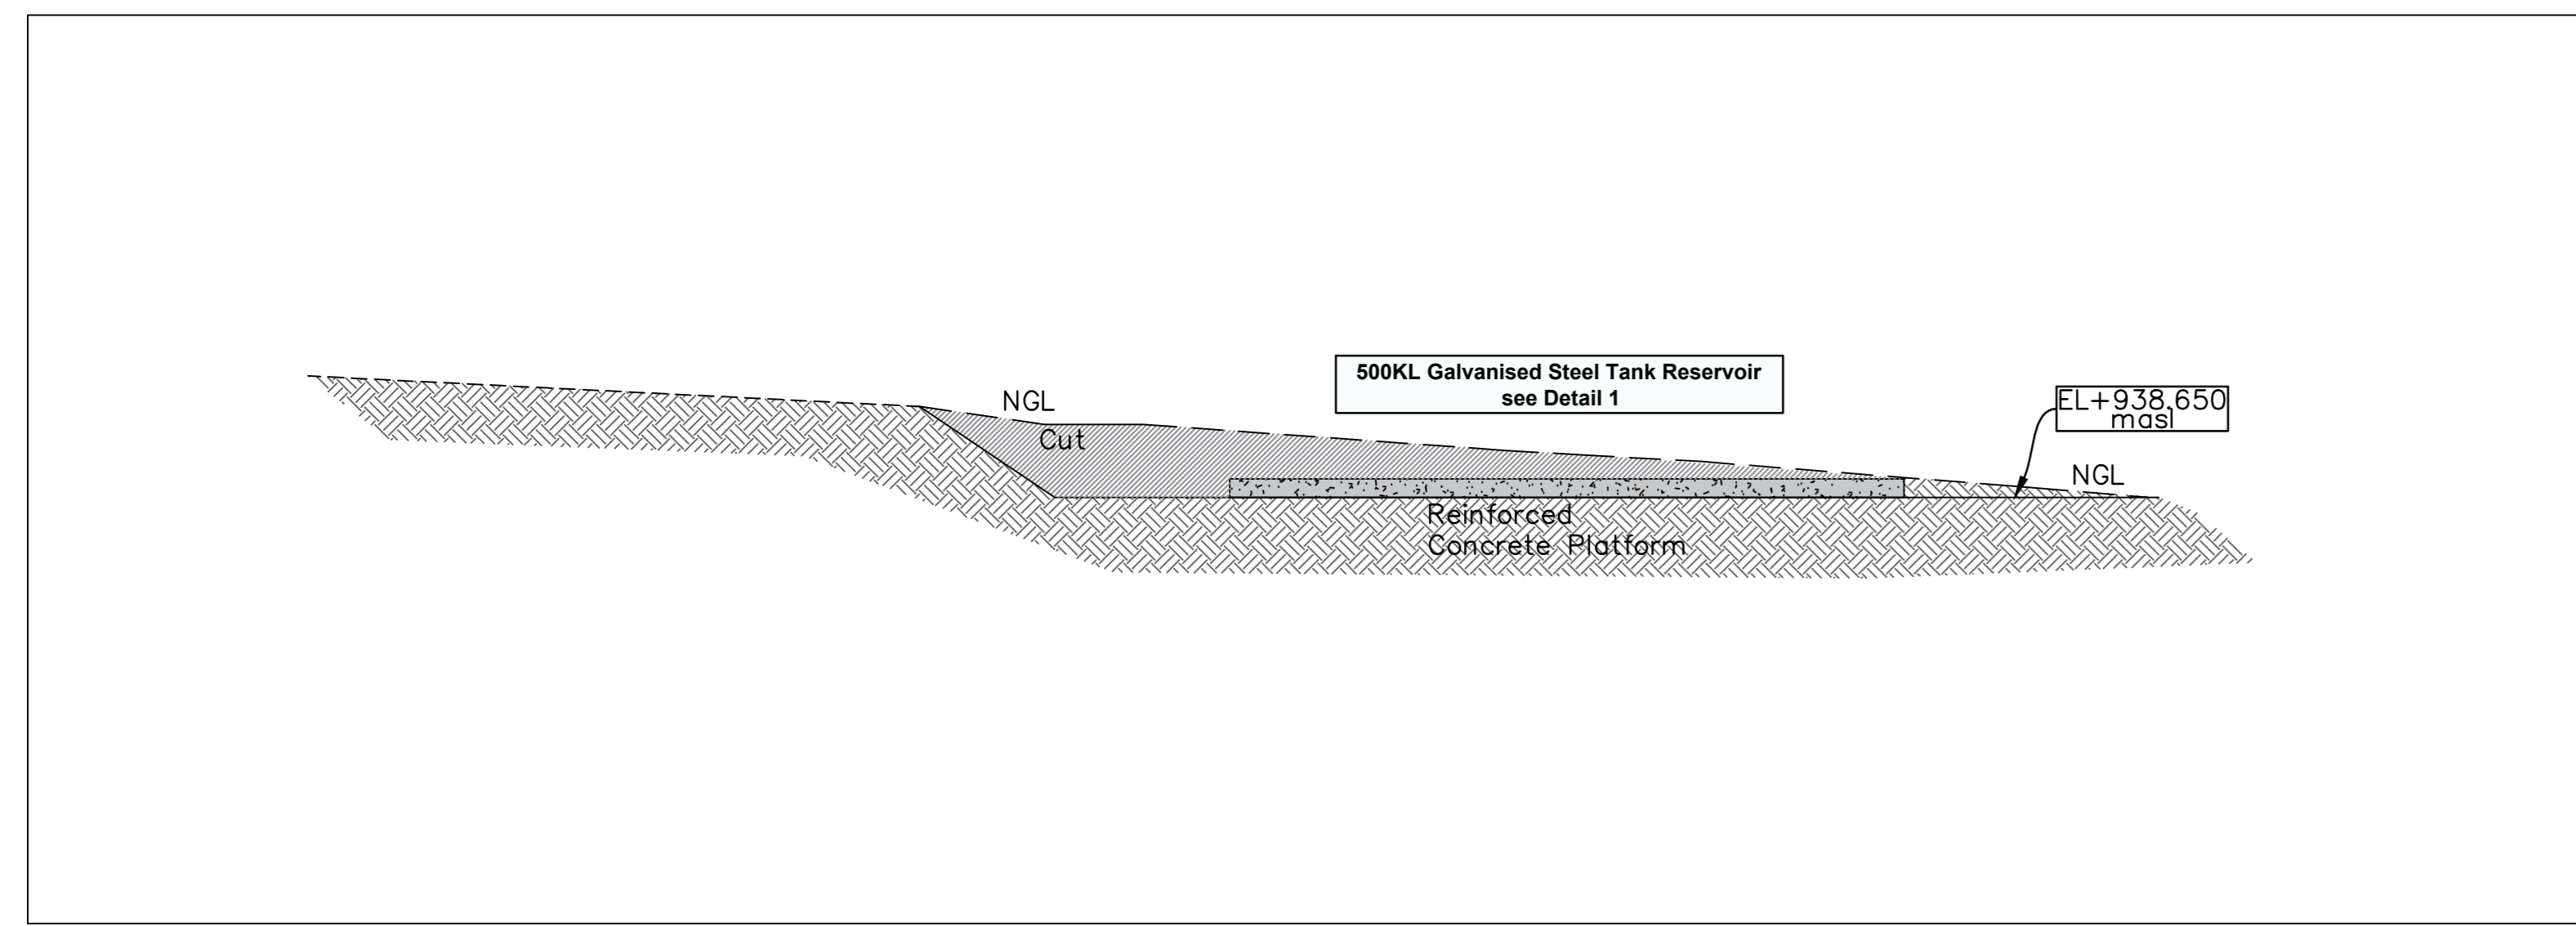 500KL Galvanised Steel Tank Reservoir
see Detail 1
NGL
Cut
EL+938.650
masl
NGL
Reinforced
Concrete Platform